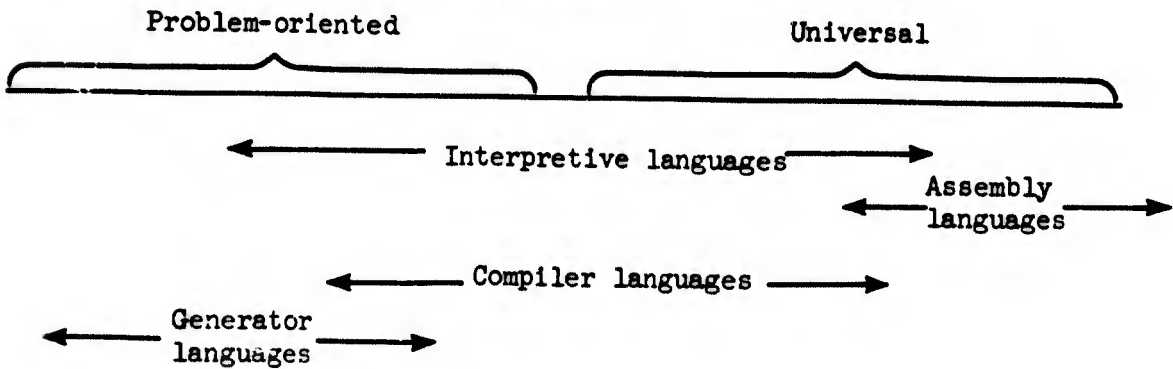 Problem-oriented
Universal
Interpretive languages
Assembly
languages
Compiler languages
Generator
languages